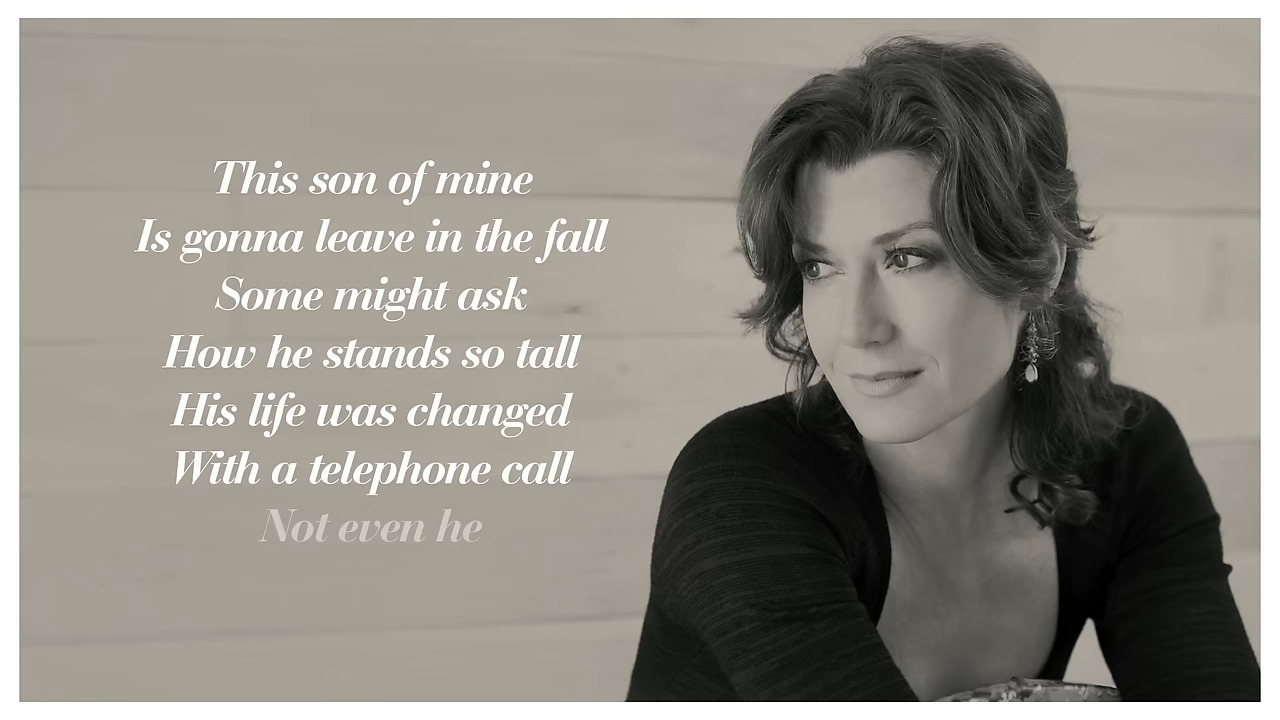 This son of mine
Is gonna leave in the fall
Some might ask
How he stands so tall
His life was changed
With a telephone call
Not even he